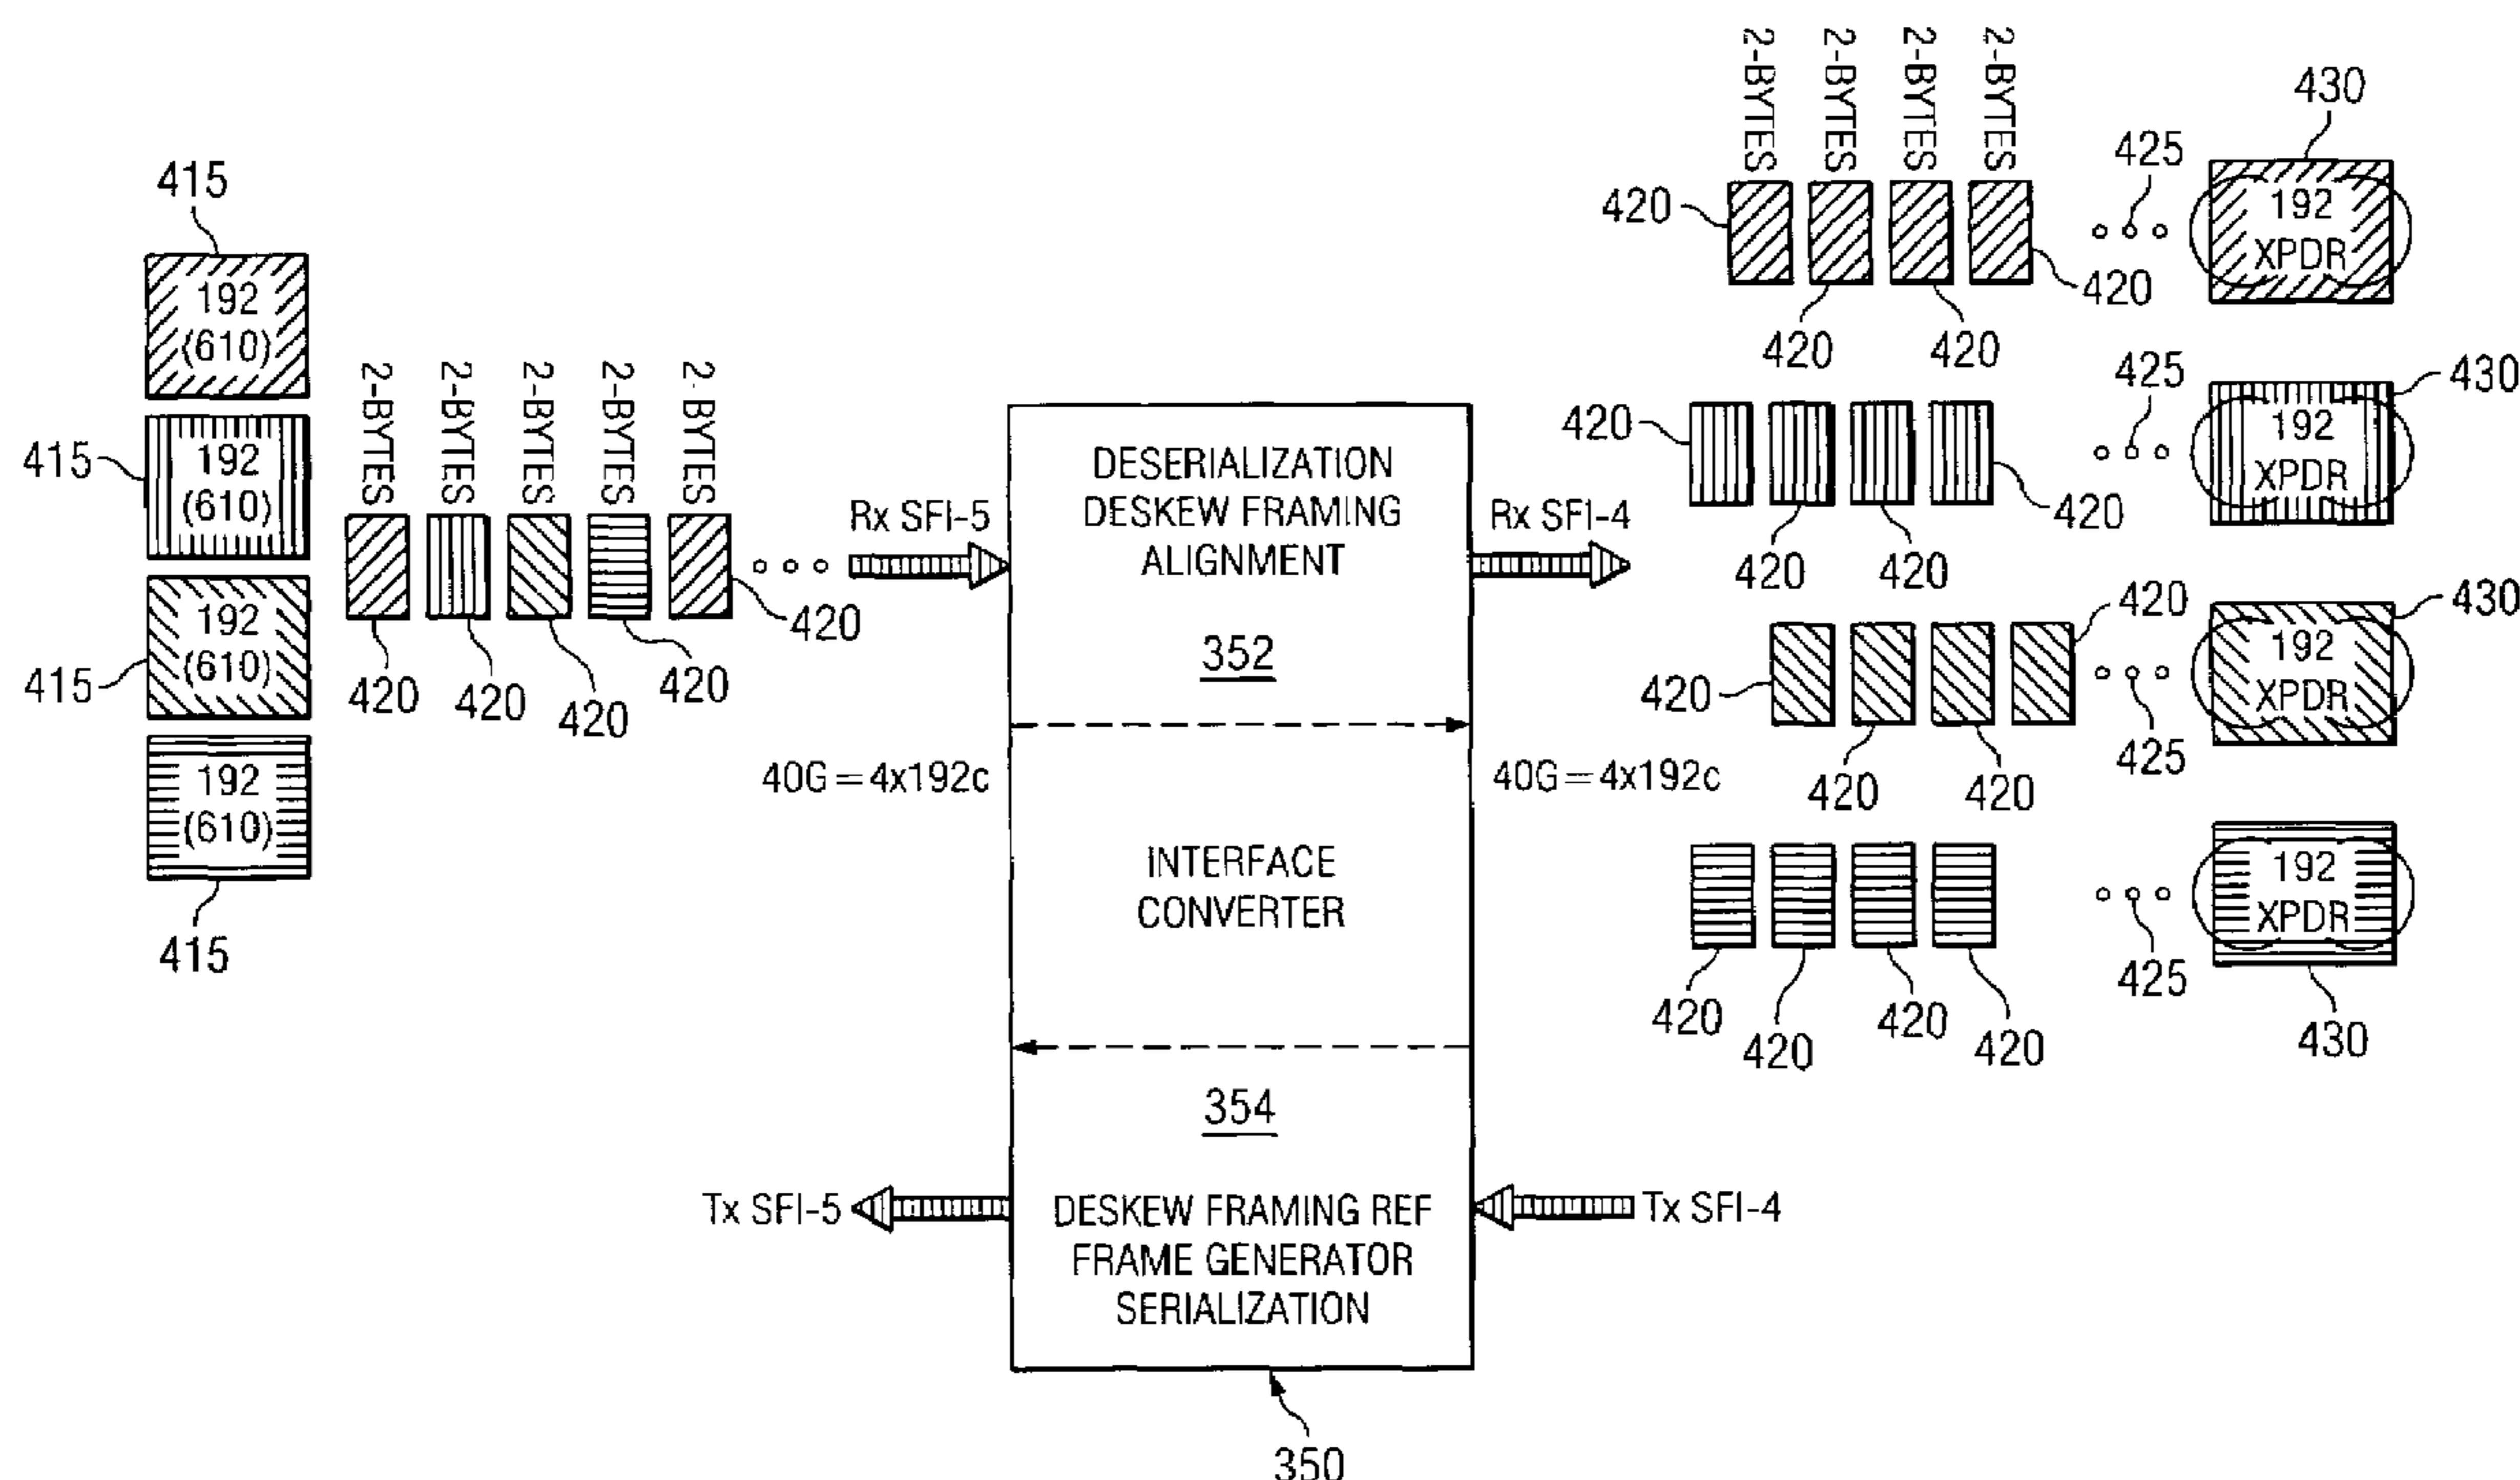 415
192
(610)
415
192
(610)
415
192
(610)
192
(610)
415
2-BYTES
2-BYTES
2-BYTES
2-BYTES
2-BYTES
420
420
420
420
420
Rx SFI-5
40G=4x192c
Tx SFI-5
DESERIALIZATION
DESKEW FRAMING
ALIGNMENT
352
INTERFACE
CONVERTER
354
DESKEW FRAMING REF
FRAME GENERATOR
SERIALIZATION
350
Rx SFI-4
40G=4x192c
Tx SFI-4
2-BYTES
2-BYTES
2-BYTES
2-BYTES
420
420
420
420
425
430
192
XPDR
420
420
420
420
425
430
192
XPDR
420
420
420
420
425
430
192
XPDR
420
420
420
420
425
192
XPDR
430